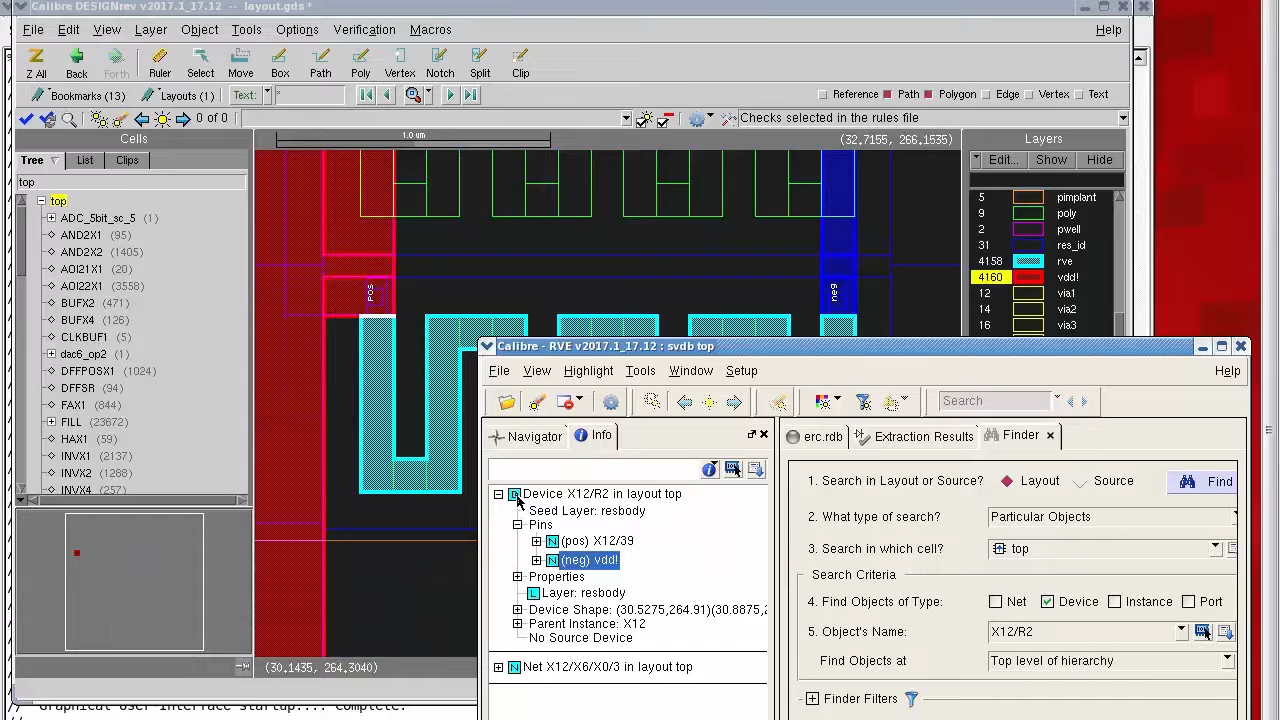 Calibre DESIGNrev v2017.1_17.12 -- layout.gds *
File Edit View Layer Object Tools Options Verification Macros Help
Z All Back Forth Ruler Select Move Box Path Poly Vertex Notch Split Clip
Bookmarks (13) Layouts (1) Text: * Reference Path Polygon Edge Vertex Text
0 of 0 Checks selected in the rules file
Cells
1.0 um
(32.7155, 266.1535)
Layers
Tree List Clips
Edit... Show Hide
top
top
ADC_5bit_sc_5 (1)
AND2X1 (95)
AND2X2 (1405)
AOI21X1 (20)
AOI22X1 (3558)
BUFX2 (471)
BUFX4 (126)
CLKBUF1 (5)
dac6_op2 (1)
DFFPOSX1 (1024)
DFFSR (94)
FAX1 (844)
FILL (23672)
HAX1 (59)
INVX1 (2137)
INVX2 (1288)
INVX4 (257)
5 pimplant
9 poly
2 pwell
31 res_id
4158 rve
4160 vdd!
12 via1
14 via2
16 via3
pos
neg
(30.1435, 264.3040)
Calibre - RVE v2017.1_17.12 : svdb top
File View Highlight Tools Window Setup Help
Search
Navigator Info
erc.rdb Extraction Results Finder
Device X12/R2 in layout top
Seed Layer: resbody
Pins
(pos) X12/39
(neg) vdd!
Properties
Layer: resbody
Device Shape: (30.5275,264.91)(30.8875,2
Parent Instance: X12
No Source Device
Net X12/X6/X0/3 in layout top
1. Search in Layout or Source? Layout Source Find
2. What type of search? Particular Objects
3. Search in which cell? top
Search Criteria
4. Find Objects of Type: Net Device Instance Port
5. Object's Name: X12/R2
Find Objects at Top level of hierarchy
Finder Filters
// Graphical User Interface startup.... Complete.
//